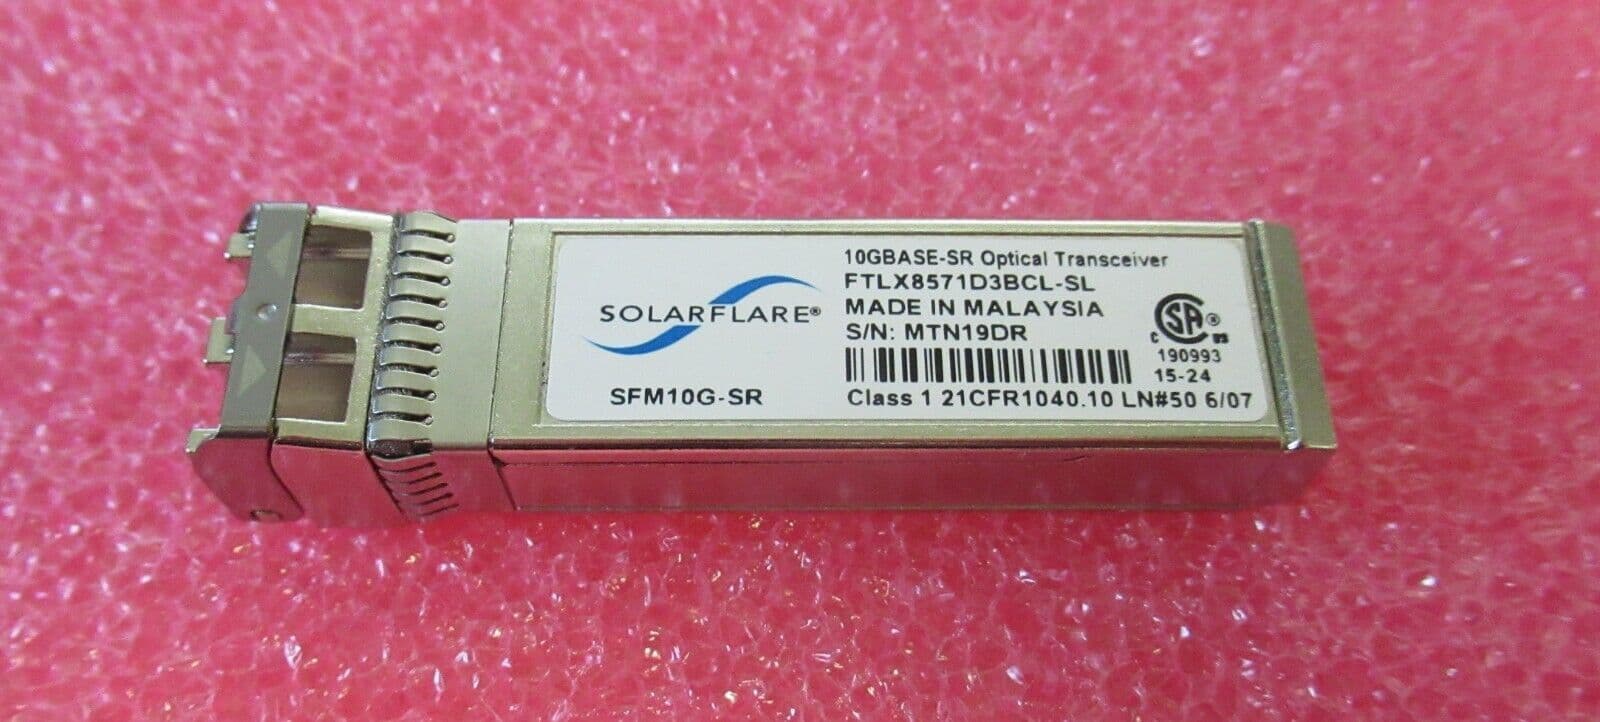 SOLARFLARE®
SFM10G-SR
10GBASE-SR Optical Transceiver
FTLX8571D3BCL-SL
MADE IN MALAYSIA
S/N: MTN19DR
Class 1 21CFR1040.10 LN#50 6/07
C SA ® US
190993
15-24